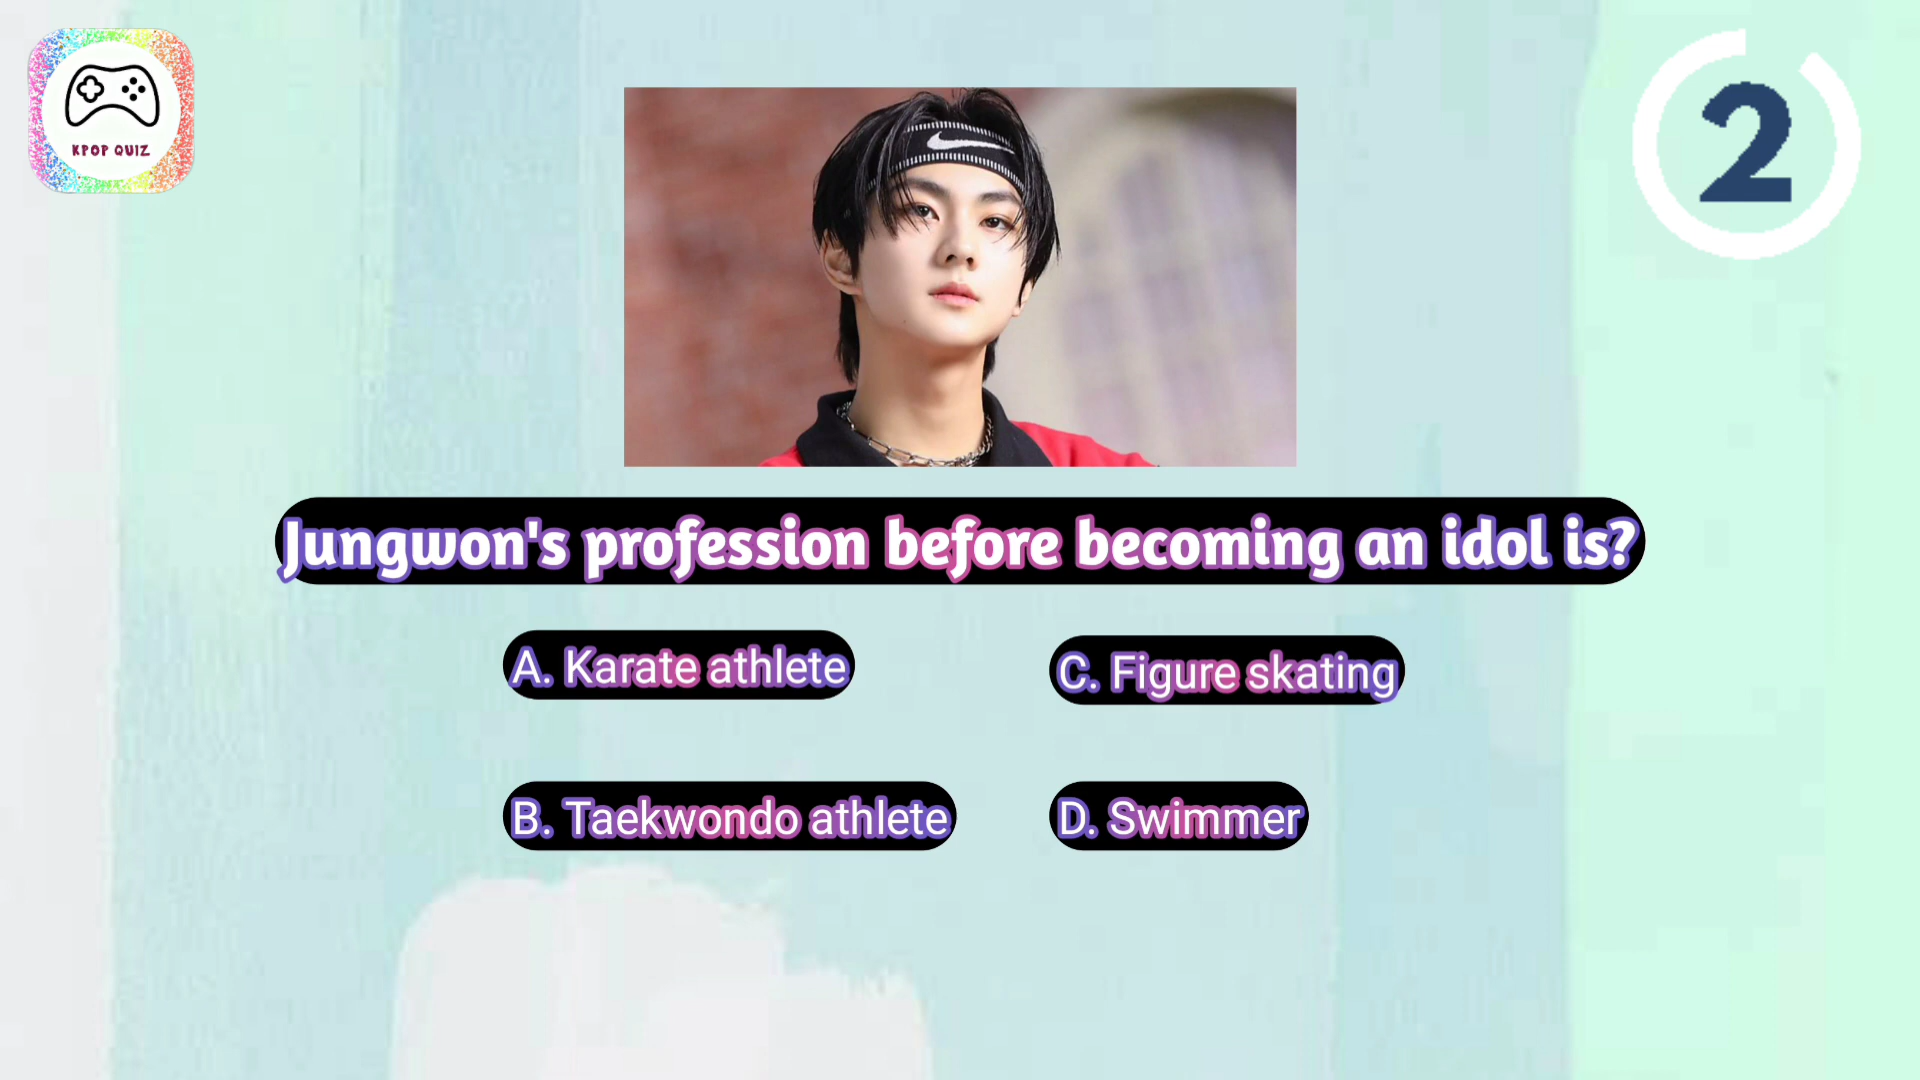 KPOP QUIZ
2
Jungwon's profession before becoming an idol is?
A. Karate athlete
C. Figure skating
B. Taekwondo athlete
D. Swimmer